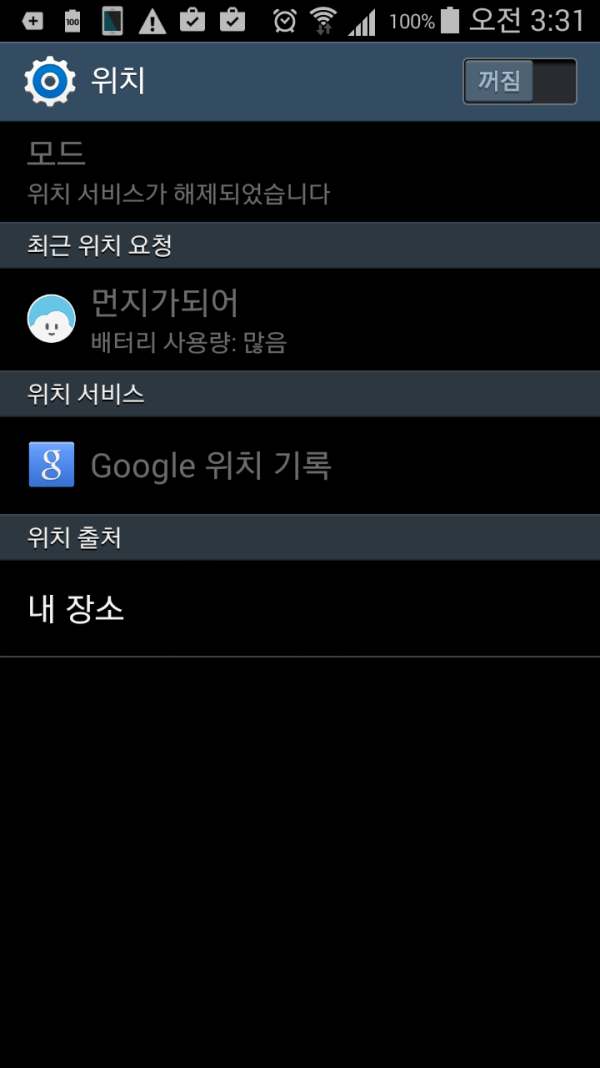 100 100% 오전 3:31
위치 꺼짐
모드
위치 서비스가 해제되었습니다
최근 위치 요청
먼지가되어
배터리 사용량: 많음
위치 서비스
g Google 위치 기록
위치 출처
내 장소